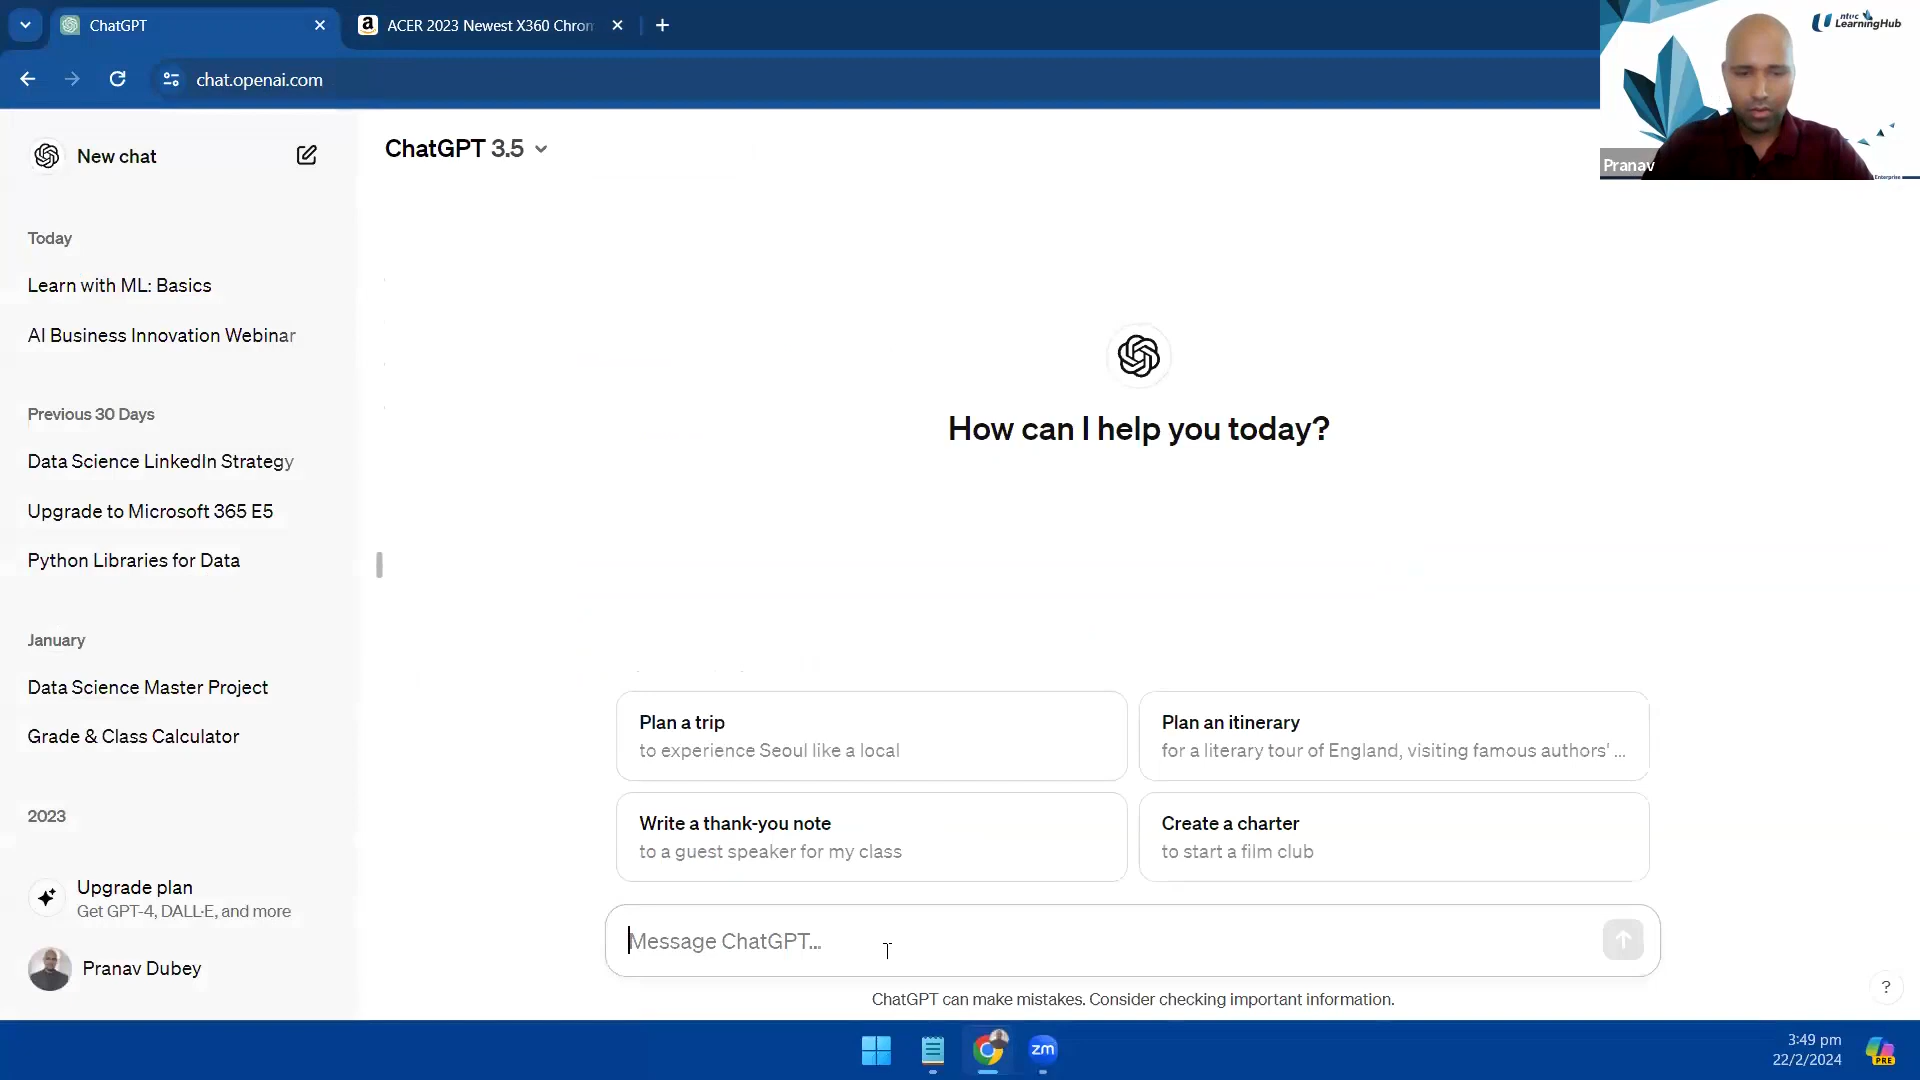 ChatGPT
ACER 2023 Newest X360 Chrom
chat.openai.com
ntuc
LearningHub
Pranav
Enterprise
New chat
ChatGPT 3.5
Today
Learn with ML: Basics
AI Business Innovation Webinar
Previous 30 Days
Data Science LinkedIn Strategy
Upgrade to Microsoft 365 E5
Python Libraries for Data
January
Data Science Master Project
Grade & Class Calculator
2023
Upgrade plan
Get GPT-4, DALL·E, and more
Pranav Dubey
How can I help you today?
Plan a trip
to experience Seoul like a local
Plan an itinerary
for a literary tour of England, visiting famous authors' ...
Write a thank-you note
to a guest speaker for my class
Create a charter
to start a film club
Message ChatGPT...
ChatGPT can make mistakes. Consider checking important information.
?
zm
3:49 pm
22/2/2024
PRE